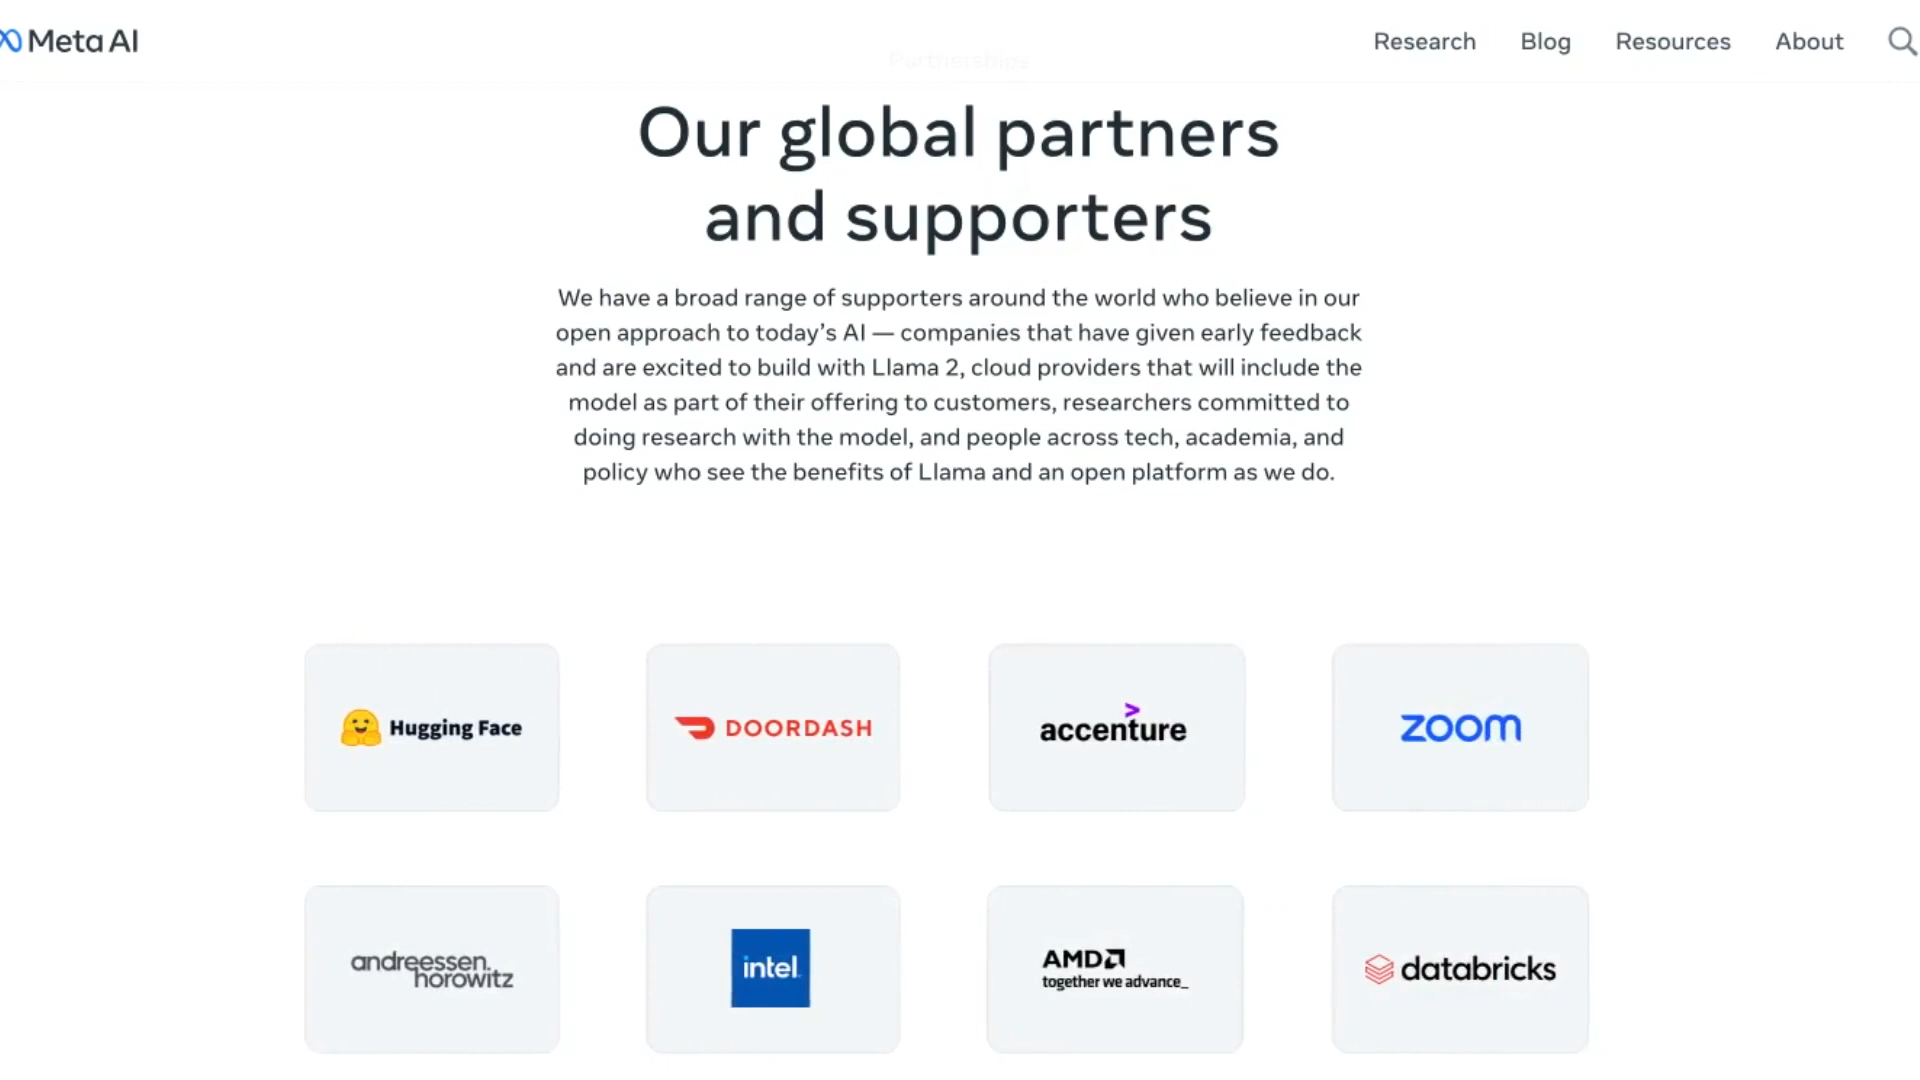 Meta AI
Research
Blog
Resources
About
Partnerships
Our global partners
and supporters
We have a broad range of supporters around the world who believe in our
open approach to today’s AI — companies that have given early feedback
and are excited to build with Llama 2, cloud providers that will include the
model as part of their offering to customers, researchers committed to
doing research with the model, and people across tech, academia, and
policy who see the benefits of Llama and an open platform as we do.
Hugging Face
DOORDASH
accenture
zoom
andreessen.
horowitz
intel.
AMD
together we advance_
databricks